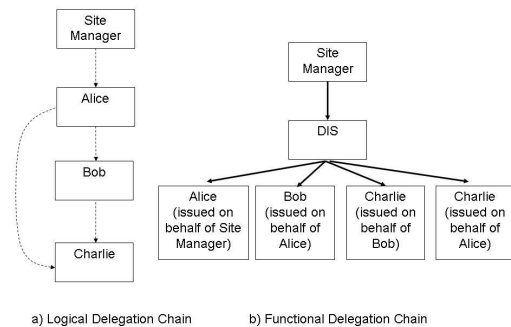 Site
Manager
Alice
Bob
Charlie
a) Logical Delegation Chain
Site
Manager
DIS
Alice
(issued on
behalf of Site
Manager)
Bob
(issued on
behalf of
Alice)
Charlie
(issued on
behalf of
Bob)
Charlie
(issued on
behalf of
Alice)
b) Functional Delegation Chain